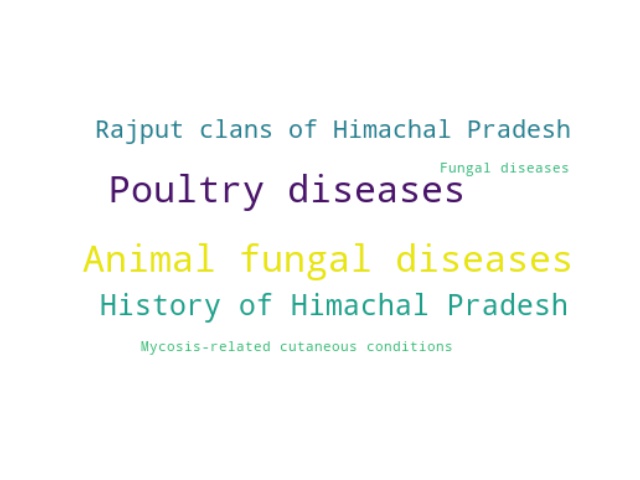 Rajput clans of Himachal Pradesh
Fungal diseases
Poultry diseases
Animal fungal diseases
History of Himachal Pradesh
Mycosis-related cutaneous conditions